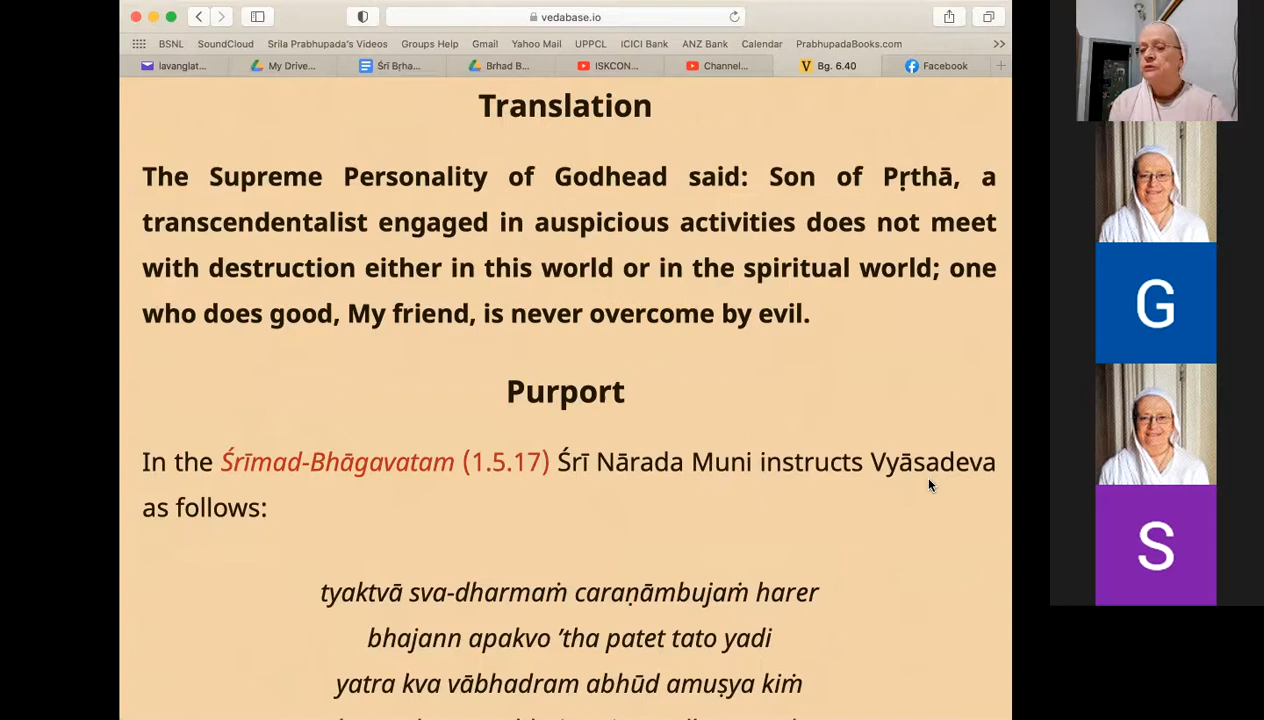 vedabase.io
BSNL SoundCloud Srila Prabhupada's Videos Groups Help Gmail Yahoo Mail UPPCL ICICI Bank ANZ Bank Calendar PrabhupadaBooks.com
lavanglat... My Drive... Śrī Bṛha... Brhad B... ISKCON... Channel... Bg. 6.40 Facebook
Translation
The Supreme Personality of Godhead said: Son of Pṛthā, a
transcendentalist engaged in auspicious activities does not meet
with destruction either in this world or in the spiritual world; one
who does good, My friend, is never overcome by evil.
Purport
In the Śrīmad-Bhāgavatam (1.5.17) Śrī Nārada Muni instructs Vyāsadeva
as follows:
tyaktvā sva-dharmaṁ caraṇāmbujaṁ harer
bhajann apakvo 'tha patet tato yadi
yatra kva vābhadram abhūd amuṣya kiṁ
G
S